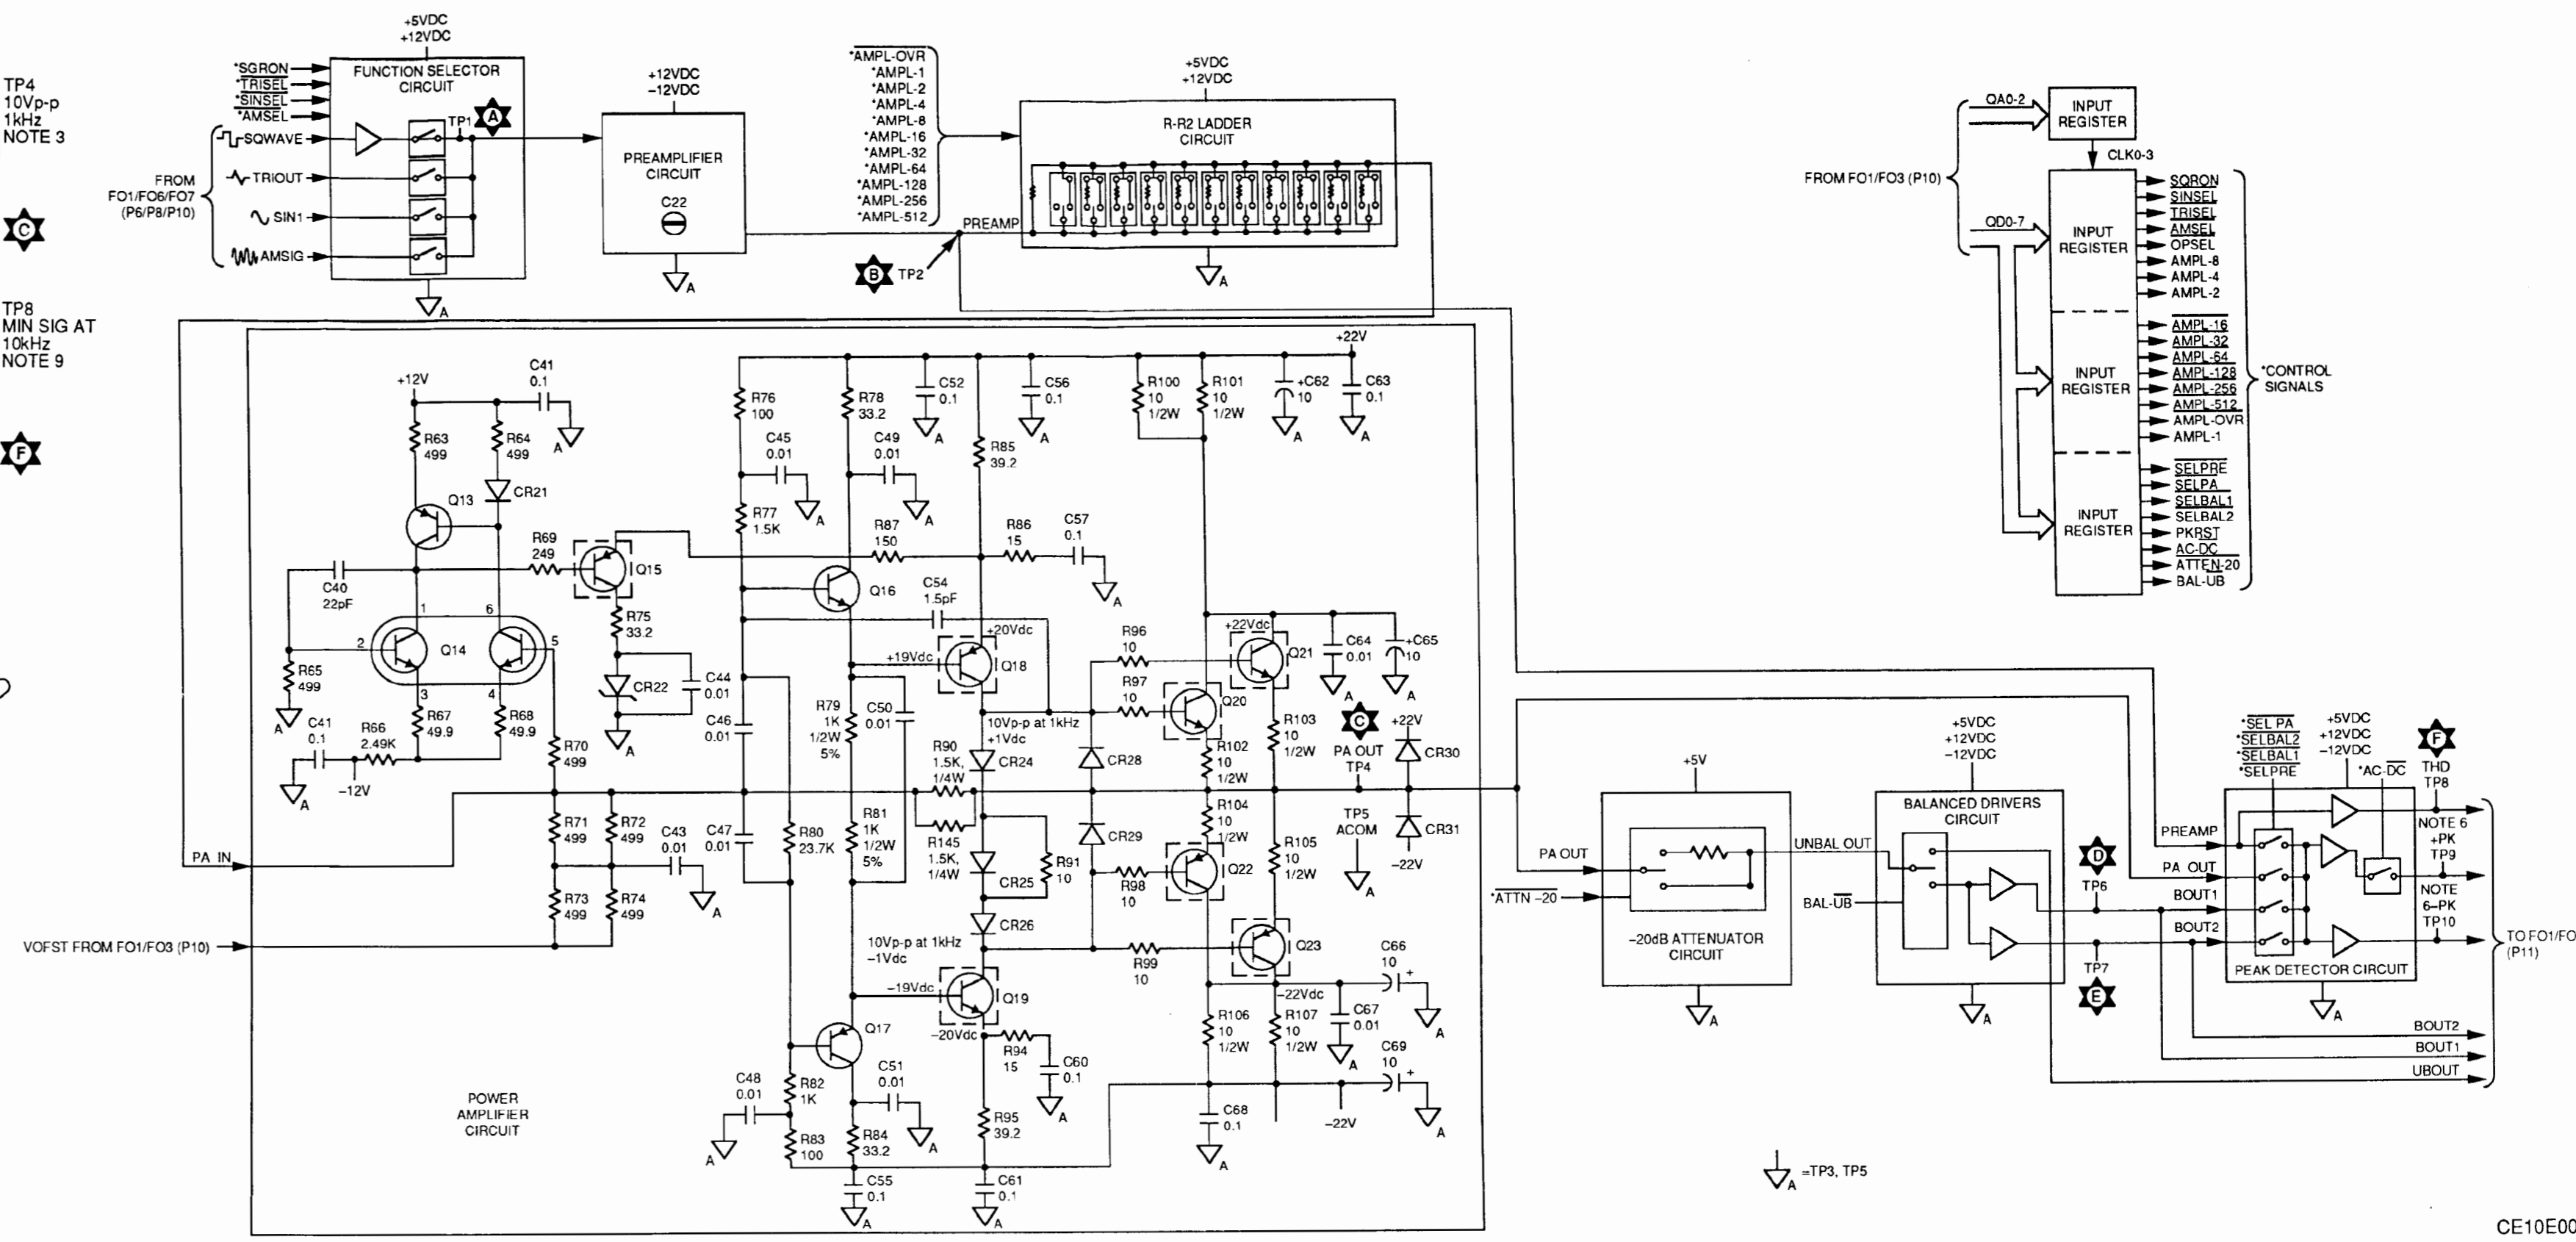 TP4
10Vp-p
1kHz
NOTE 3
C
TP8
MIN SIG AT
10kHz
NOTE 9
F
+5VDC
+12VDC
FUNCTION SELECTOR
CIRCUIT
*SGRON
*TRISEL
*SINSEL
*AMSEL
SQWAVE
TRIOUT
SIN1
AMSIG
FROM
FO1/FO6/FO7
(P6/P8/P10)
TP1
A
A
+12VDC
−12VDC
PREAMPLIFIER
CIRCUIT
C22
A
*AMPL-OVR
*AMPL-1
*AMPL-2
*AMPL-4
*AMPL-8
*AMPL-16
*AMPL-32
*AMPL-64
*AMPL-128
*AMPL-256
*AMPL-512
PREAMP
B TP2
+5VDC
+12VDC
R-R2 LADDER
CIRCUIT
A
FROM FO1/FO3 (P10)
QA0-2
QD0-7
INPUT
REGISTER
CLK0-3
INPUT
REGISTER
INPUT
REGISTER
INPUT
REGISTER
SQRON
SINSEL
TRISEL
AMSEL
OPSEL
AMPL-8
AMPL-4
AMPL-2
AMPL-16
AMPL-32
AMPL-64
AMPL-128
AMPL-256
AMPL-512
AMPL-OVR
AMPL-1
SELPRE
SELPA
SELBAL1
SELBAL2
PKRST
AC-DC
ATTEN-20
BAL-UB
*CONTROL
SIGNALS
+12V
C41
0.1
A
R63
499
R64
499
Q13
CR21
R69
249
Q15
C40
22pF
1
6
2
Q14
5
3
4
R65
499
A
R67
49.9
R68
49.9
C41
0.1
A
R66
2.49K
−12V
R70
499
R75
33.2
CR22
C44
0.01
A
R71
499
R72
499
C43
0.01
A
R73
499
R74
499
PA IN
VOFST FROM FO1/FO3 (P10)
POWER
AMPLIFIER
CIRCUIT
+22V
R76
100
C45
0.01
A
R77
1.5K
R78
33.2
C49
0.01
A
C52
0.1
A
C56
0.1
A
R85
39.2
R87
150
R86
15
C57
0.1
A
Q16
C54
1.5pF
+20Vdc
+19Vdc
Q18
C46
0.01
R79
1K
1/2W
5%
C50
0.01
10Vp-p at 1kHz
+1Vdc
R90
1.5K,
1/4W
CR24
C47
0.01
R80
23.7K
R81
1K
1/2W
5%
R145
1.5K,
1/4W
CR25
R91
10
CR26
10Vp-p at 1kHz
−1Vdc
−19Vdc
Q19
−20Vdc
Q17
R94
15
C60
0.1
A
C48
0.01
A
R82
1K
R83
100
C51
0.01
A
R84
33.2
R95
39.2
C55
0.1
A
C61
0.1
A
R100
10
1/2W
R101
10
1/2W
+C62
10
A
C63
0.1
A
+22Vdc
R96
10
R97
10
Q21
Q20
C64
0.01
A
+C65
10
A
CR28
CR29
R102
10
1/2W
R103
10
1/2W
R104
10
1/2W
R105
10
1/2W
C
PA OUT
TP4
+22V
CR30
TP5
ACOM
A
CR31
−22V
R98
10
Q22
R99
10
Q23
−22Vdc
C66
10
+
A
C67
0.01
A
R106
10
1/2W
R107
10
1/2W
C69
10
+
A
−22V
C68
0.1
A
+5V
PA OUT
*ATTN −20
−20dB ATTENUATOR
CIRCUIT
A
UNBAL OUT
BAL-UB
+5VDC
+12VDC
−12VDC
BALANCED DRIVERS
CIRCUIT
A
D
TP6
TP7
E
*SEL PA
*SELBAL2
*SELBAL1
*SELPRE
+5VDC
+12VDC
−12VDC
*AC-DC
PREAMP
PA OUT
BOUT1
BOUT2
F
THD
TP8
NOTE 6
+PK
TP9
NOTE
6−PK
TP10
PEAK DETECTOR CIRCUIT
A
TO FO1/FO
(P11)
BOUT2
BOUT1
UBOUT
A =TP3, TP5
CE10E00